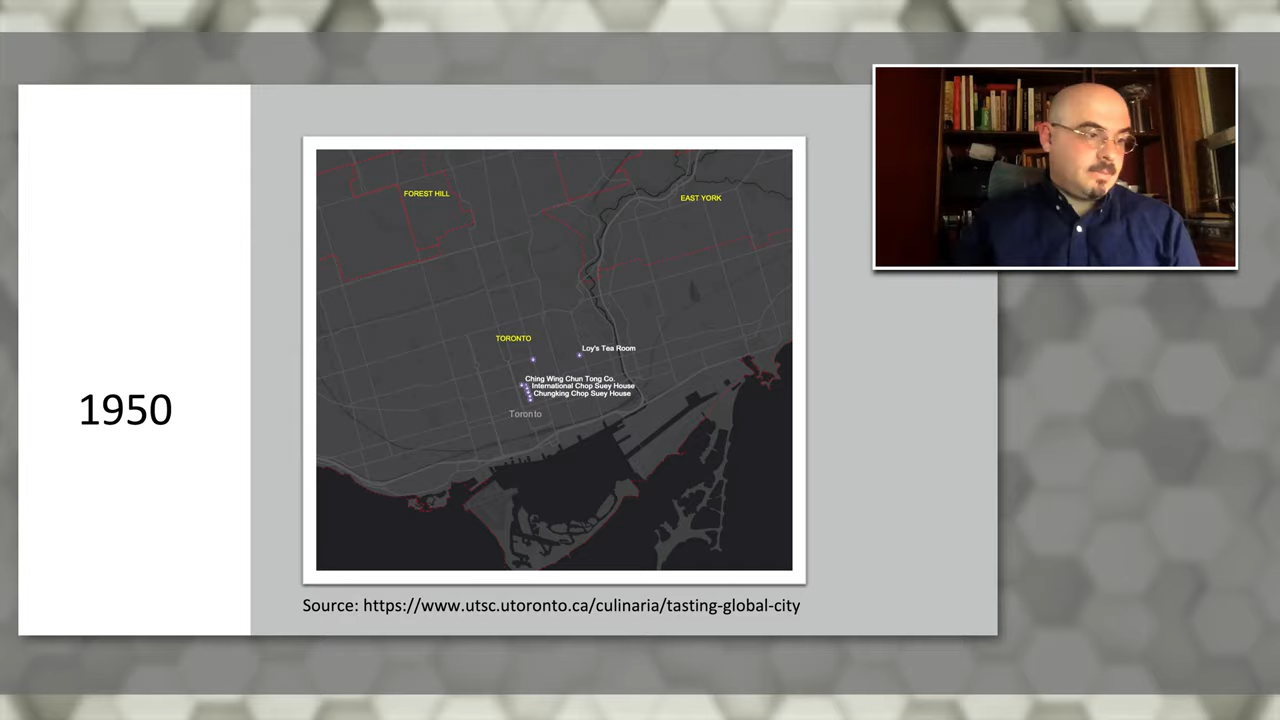 1950
FOREST HILL
EAST YORK
TORONTO
Loy's Tea Room
Ching Wing Chun Tong Co.
International Chop Suey House
Chungking Chop Suey House
Toronto
Source: https://www.utsc.utoronto.ca/culinaria/tasting-global-city